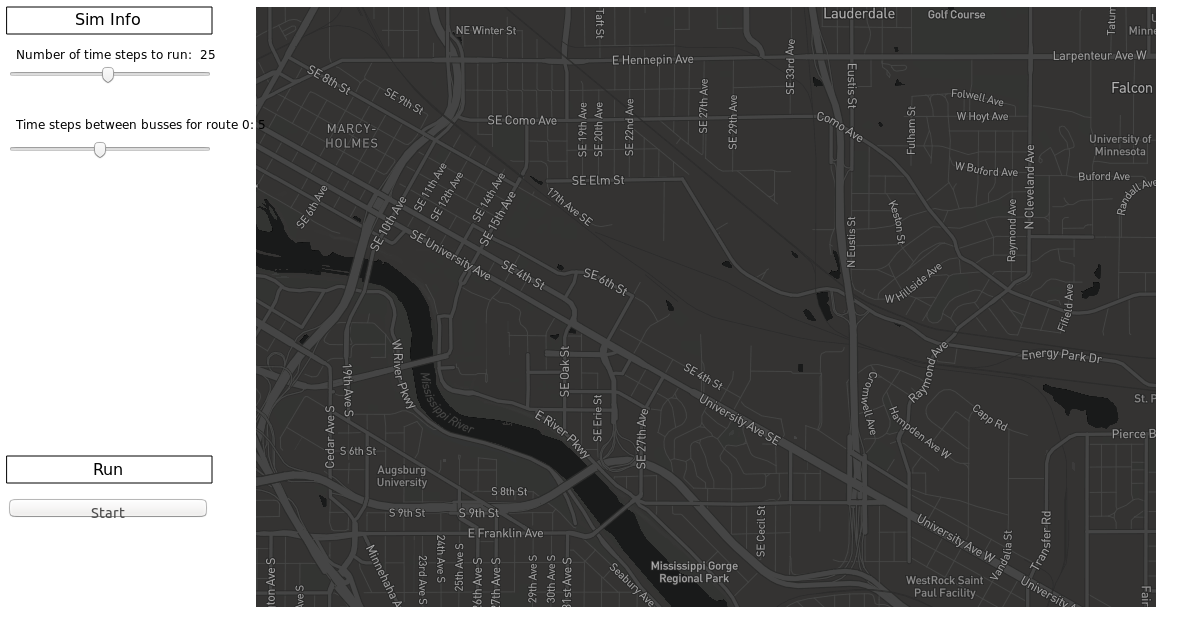 Sim Info
Number of time steps to run: 25
Time steps between busses for route 0: 5
Run
Start
Lauderdale
Golf Course
NE Winter St
Taft St
E Hennepin Ave
SE 33rd Ave
Larpenteur Ave W
Eustis St
Falcon
SE 8th St
SE 9th St
SE Como Ave
SE 19th Ave
SE 20th Ave
SE 22nd Ave
SE 27th Ave
SE 29th Ave
Como Ave
Folwell Ave
W Hoyt Ave
Fulham St
MARCY-
HOLMES
University of
Minnesota
W Buford Ave
Buford Ave
N Cleveland Ave
Randall Ave
SE Elm St
17th Ave SE
SE 6th Ave
SE 10th Ave
SE 11th Ave
SE 12th Ave
SE 14th Ave
SE 15th Ave
Keston St
Raymond Ave
N Eustis St
SE University Ave
SE 4th St
SE 6th St
W Hillside Ave
Fifield Ave
Energy Park Dr
W River Pkwy
Mississippi River
19th Ave S
Cedar Ave S
SE Oak St
SE 4th St
University Ave SE
Cromwell Ave
Raymond Ave
Hampden Ave W
Capp Rd
St. P
Pierce B
E River Pkwy
SE Erie St
SE 27th Ave
S 6th St
Augsburg
University
S 8th St
S 9th St
S 9th St
E Franklin Ave
SE Cecil St
University Ave W
Vandalia St
Transfer Rd
Minnehaha A
23rd Ave S
24th Ave S
25th Ave S
26th Ave S
27th Ave S
29th Ave S
30th Ave S
31st Ave S
Seabury Ave
Mississippi Gorge
Regional Park
WestRock Saint
Paul Facility
University A
ton Ave S
Ave S
Fair
Tatum
Minne